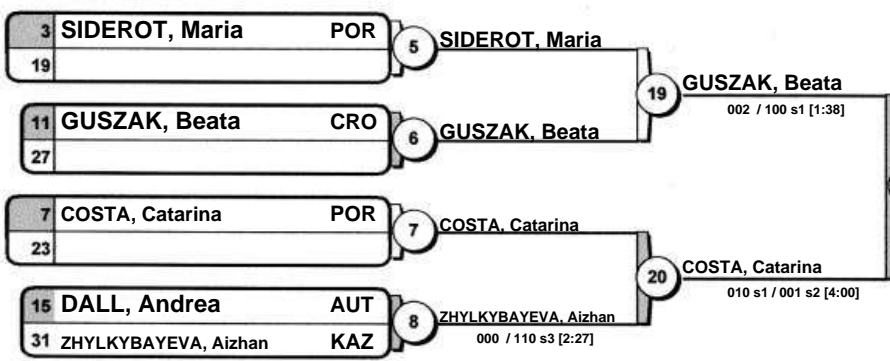 3 SIDEROT, Maria POR
19
5
SIDEROT, Maria
11 GUSZAK, Beata CRO
27
6
GUSZAK, Beata
19
GUSZAK, Beata
002 / 100 s1 [1:38]
7 COSTA, Catarina POR
23
7
COSTA, Catarina
15 DALL, Andrea AUT
31 ZHYLKYBAYEVA, Aizhan KAZ
8
ZHYLKYBAYEVA, Aizhan
000 / 110 s3 [2:27]
20
COSTA, Catarina
010 s1 / 001 s2 [4:00]